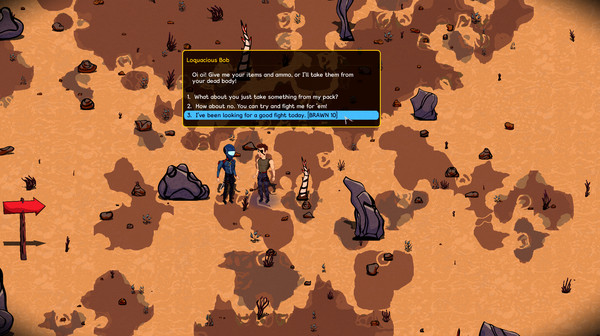 Loquacious Bob
Oi oi! Give me your items and ammo, or I'll take them from
your dead body!
1. What about you just take something from my pack?
2. How about no. You can try and fight me for 'em!
3. I've been looking for a good fight today. [BRAWN 10]